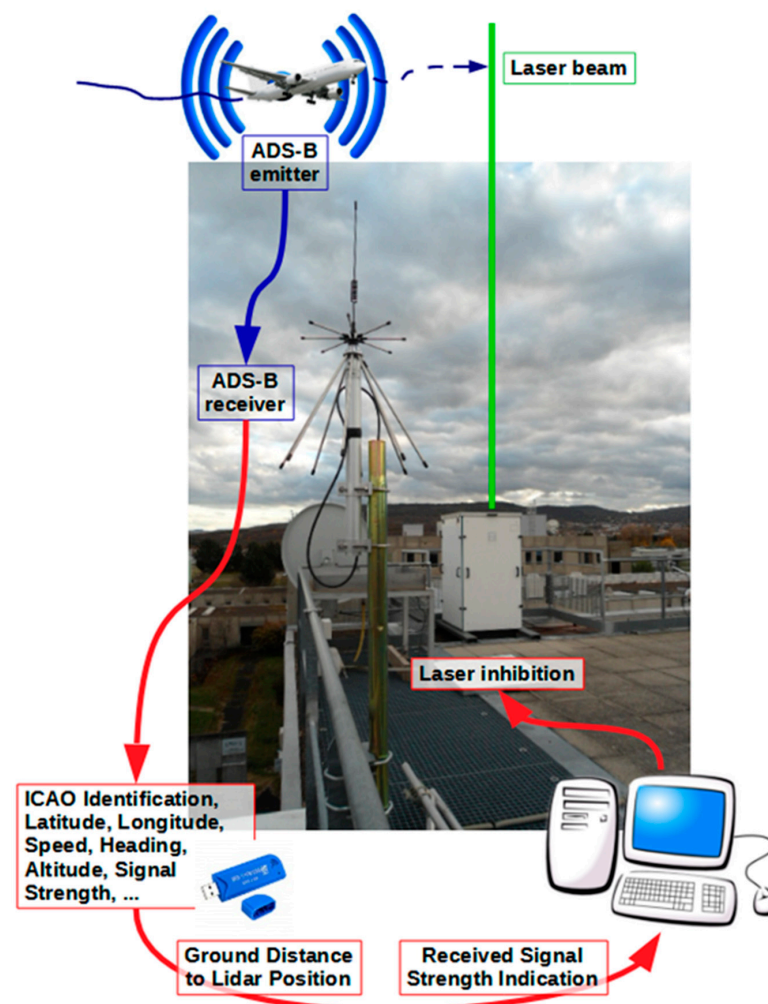 Laser beam
ADS-B
emitter
ADS-B
receiver
Laser inhibition
ICAO Identification,
Latitude, Longitude,
Speed, Heading,
Altitude, Signal
Strength, ...
Ground Distance
to Lidar Position
Received Signal
Strength Indication